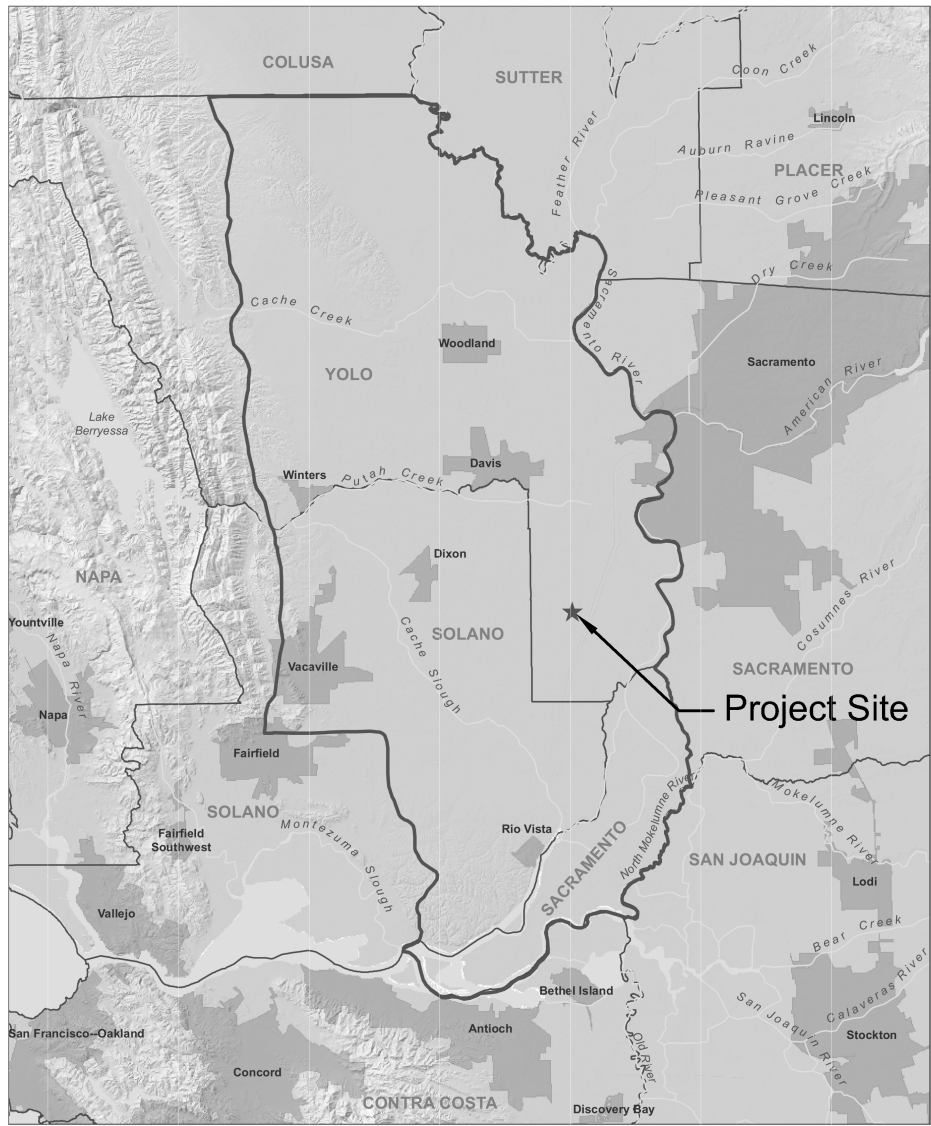 COLUSA
SUTTER
Coon Creek
Lincoln
Auburn Ravine
PLACER
Feather River
Pleasant Grove Creek
Dry Creek
Sacramento River
Cache Creek
Woodland
Sacramento
YOLO
American River
Lake
Berryessa
Davis
Winters
Putah Creek
Dixon
NAPA
Cosumnes River
Yountville
SOLANO
Cache Slough
Napa River
Vacaville
SACRAMENTO
Napa
Project Site
Fairfield
SOLANO
Montezuma Slough
Rio Vista
Fairfield
Southwest
SACRAMENTO
North Mokelumne River
Mokelumne River
SAN JOAQUIN
Lodi
Vallejo
Bear Creek
Bethel Island
Calaveras River
San Joaquin River
San Francisco--Oakland
Antioch
Stockton
Old River
Concord
CONTRA COSTA
Discovery Bay